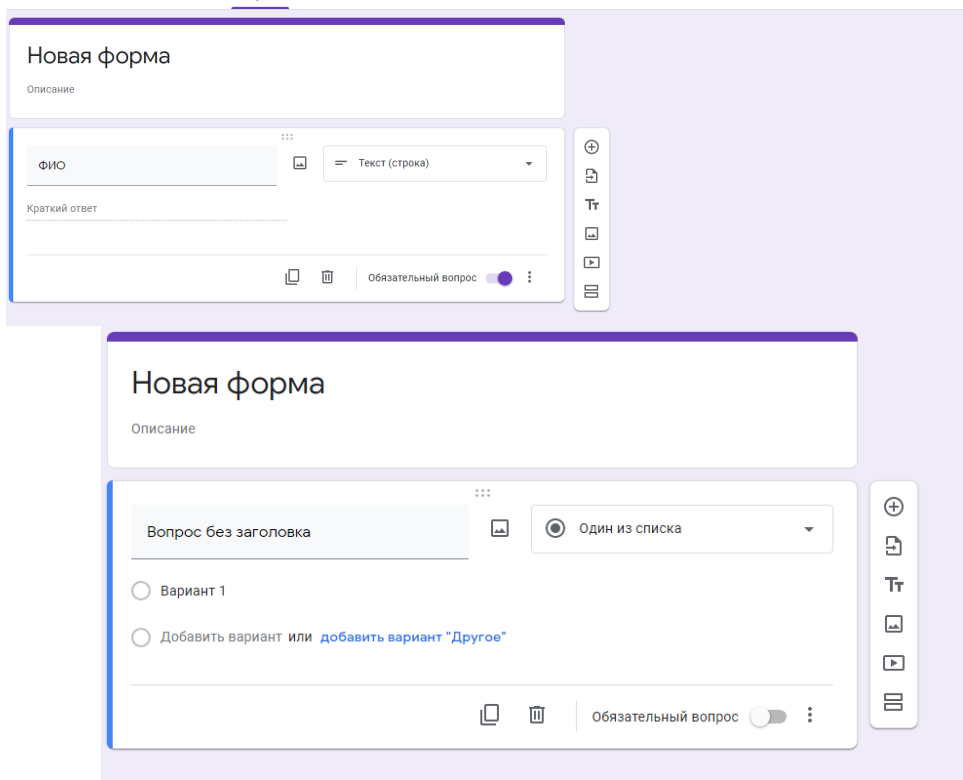 Новая форма
Описание
ФИО
Текст (строка)
Краткий ответ
Обязательный вопрос
Новая форма
Описание
Вопрос без заголовка
Один из списка
Вариант 1
Добавить вариант или добавить вариант "Другое"
Обязательный вопрос